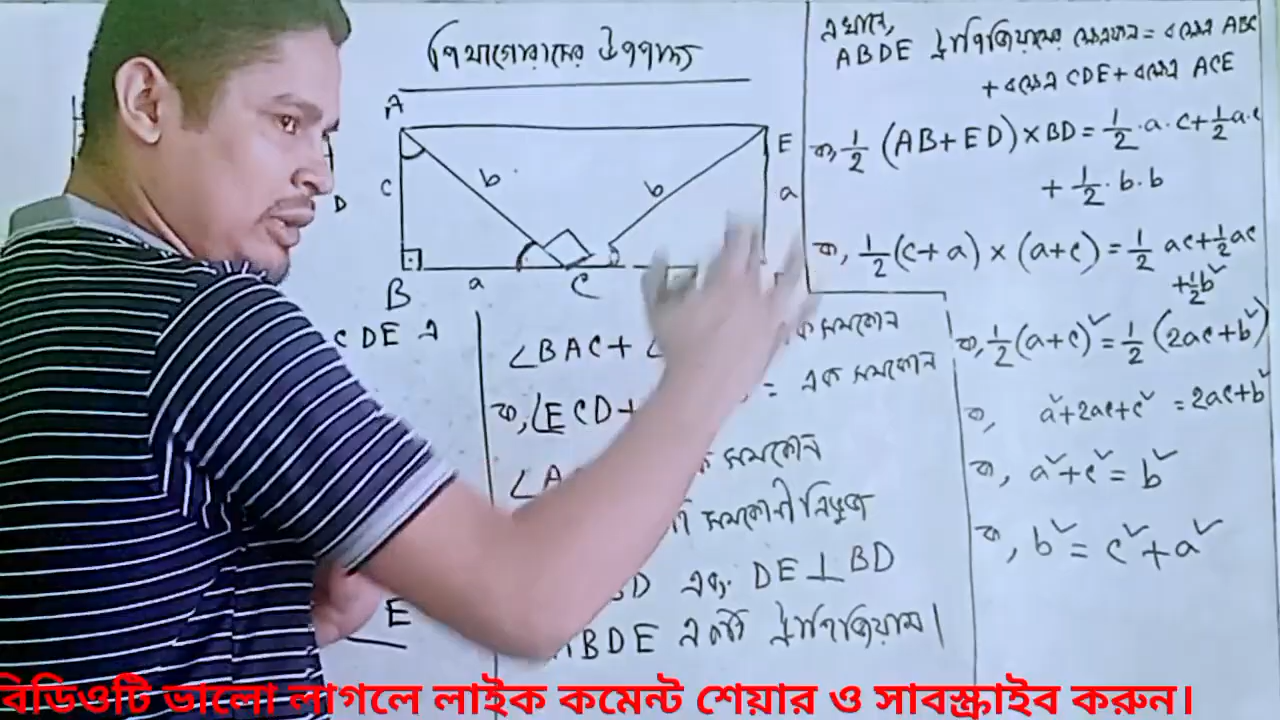 পিথাগোরাসের উপপাদ্য
A
E
c
b
b
a
D
B
a
C
CDE এ
E
∠BAC+ ∠
এক সমকোন
বা, ∠ECD+
= এক সমকোন
∠A
এক সমকোন
সমকোনী ত্রিভুজ
BD এবং DE⊥BD
ABDE একটী ট্রাপিজিয়াম।
এখানে,
ABDE ট্রাপিজিয়ামের ক্ষেত্রফল = △ক্ষেত্র ABC
+ △ক্ষেত্র CDE + △ক্ষেত্র ACE
বা, 1/2 (AB+ED)×BD = 1/2·a·c + 1/2 a·c
+ 1/2·b·b
বা, 1/2 (c+a)×(a+c) = 1/2 ac + 1/2 ac
+ 1/2 b²
বা, 1/2 (a+c)² = 1/2 (2ac+b²)
বা, a²+2ac+c² = 2ac+b²
বা, a²+c² = b²
বা, b² = c²+a²
বিডিওটি ভালো লাগলে লাইক কমেন্ট শেয়ার ও সাবস্ক্রাইব করুন।